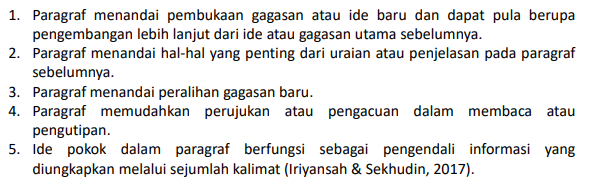 1. Paragraf menandai pembukaan gagasan atau ide baru dan dapat pula berupa
pengembangan lebih lanjut dari ide atau gagasan utama sebelumnya.
2. Paragraf menandai hal-hal yang penting dari uraian atau penjelasan pada paragraf
sebelumnya.
3. Paragraf menandai peralihan gagasan baru.
4. Paragraf memudahkan perujukan atau pengacuan dalam membaca atau
pengutipan.
5. Ide pokok dalam paragraf berfungsi sebagai pengendali informasi yang
diungkapkan melalui sejumlah kalimat (Iriyansah & Sekhudin, 2017).